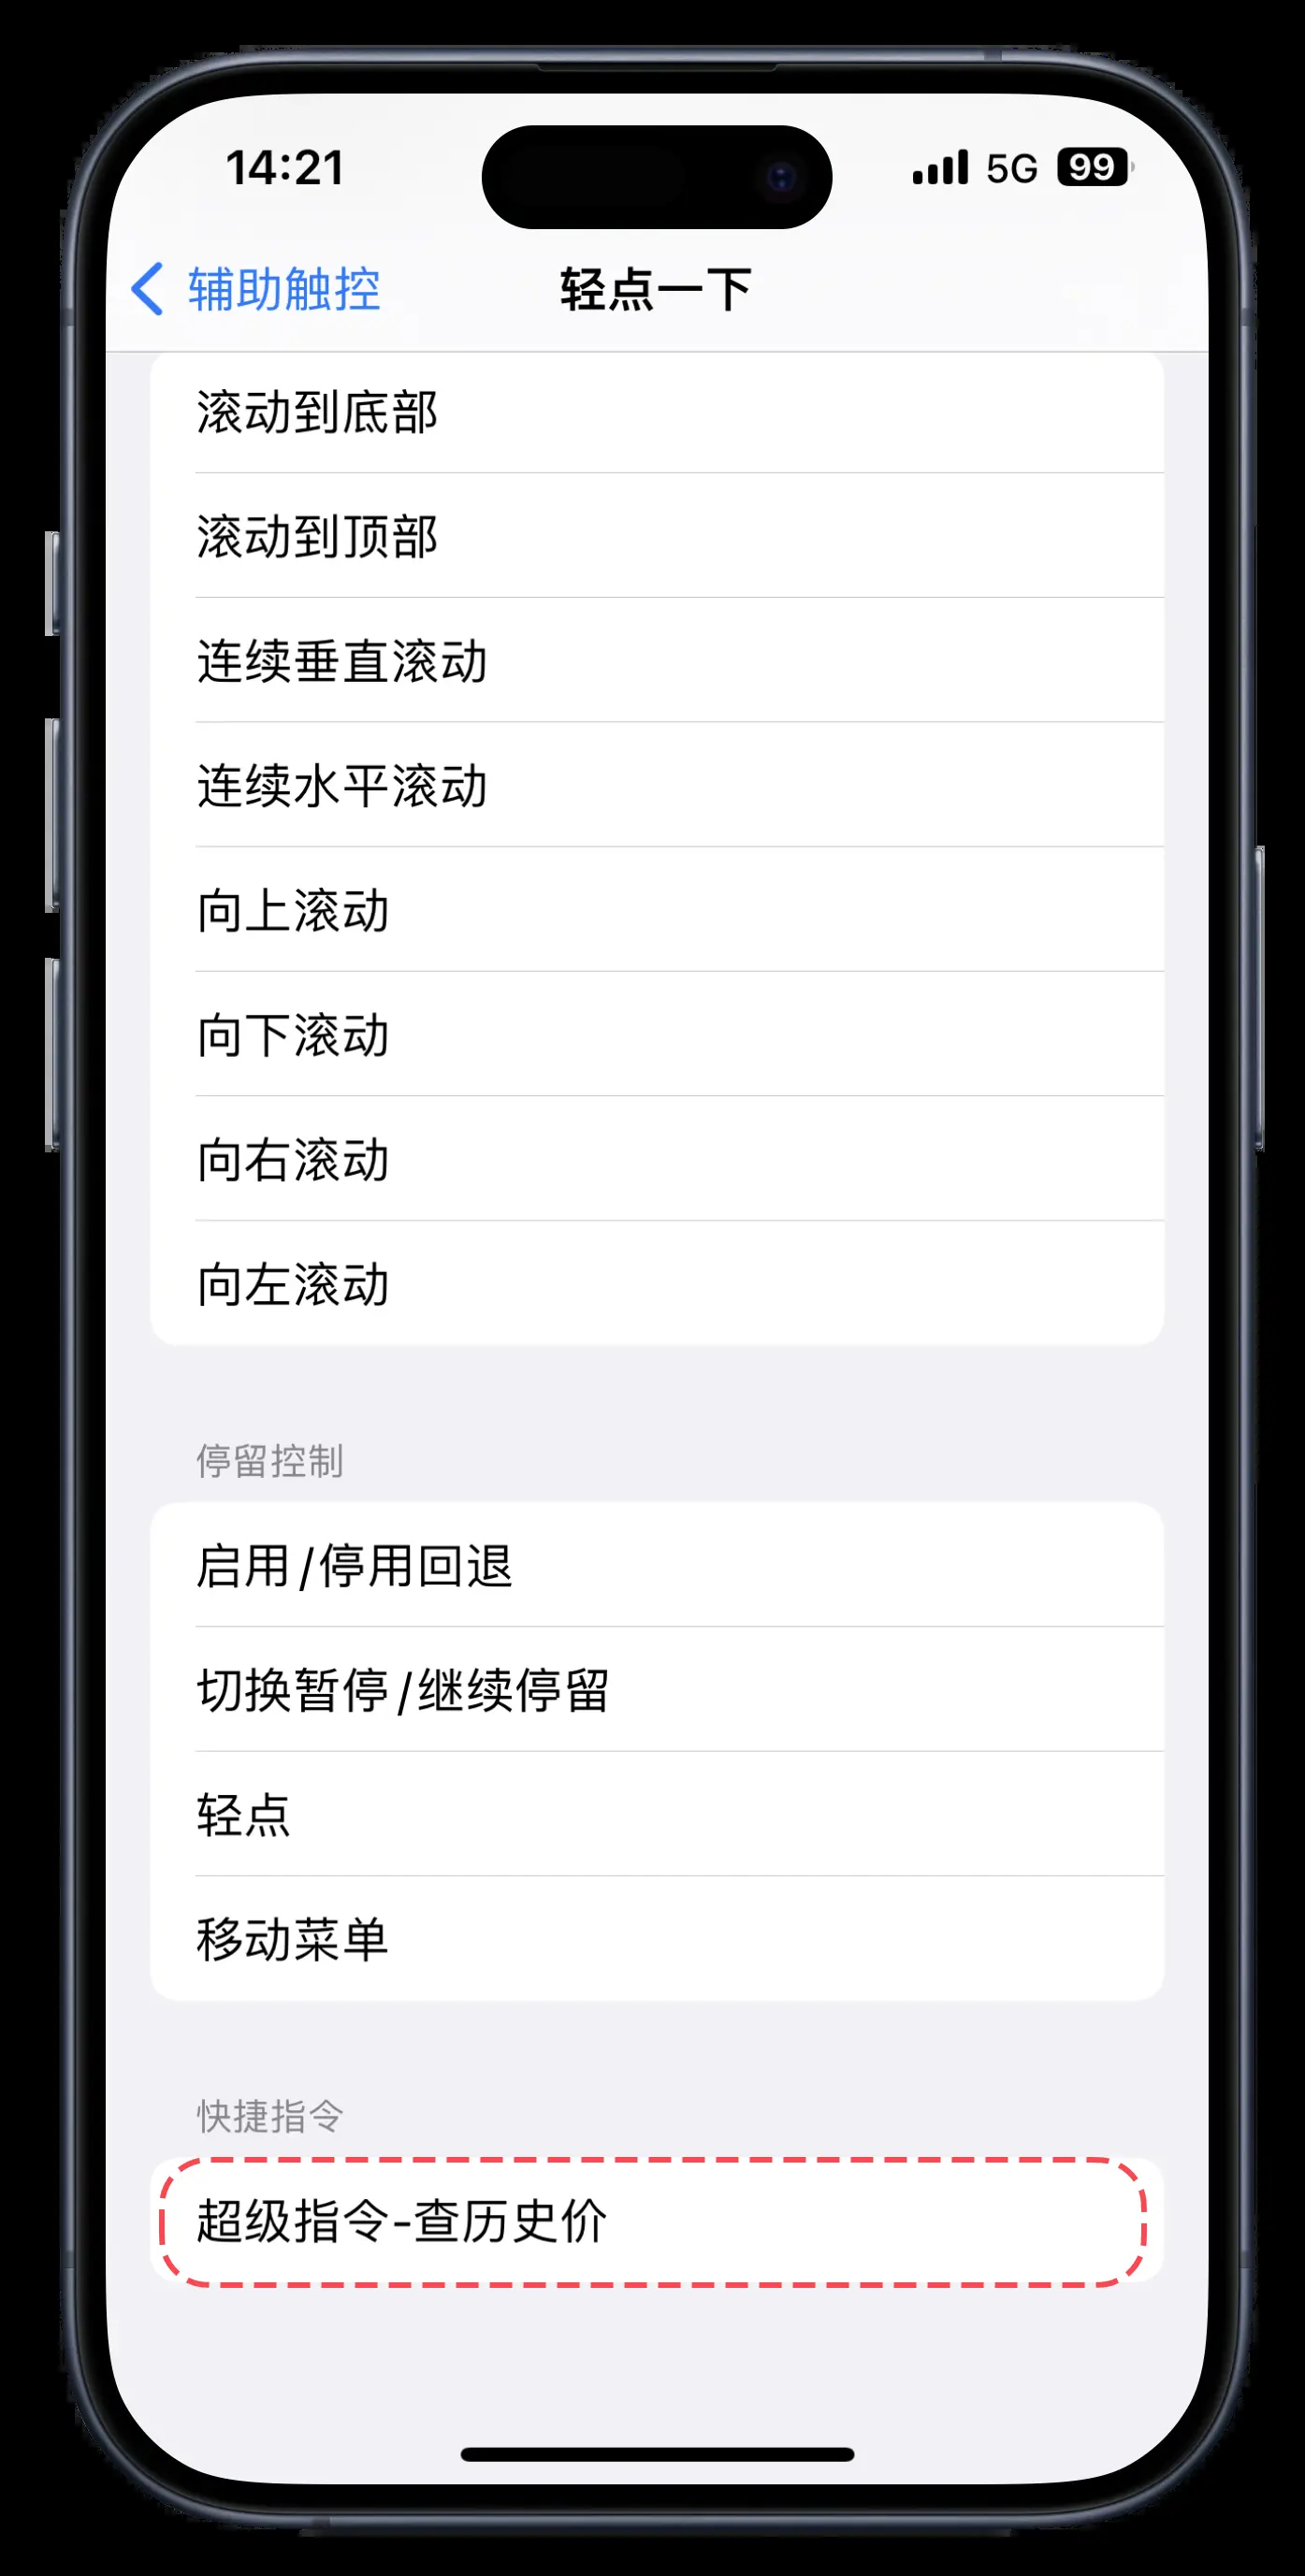 14:21
5G 99
辅助触控
轻点一下
滚动到底部
滚动到顶部
连续垂直滚动
连续水平滚动
向上滚动
向下滚动
向右滚动
向左滚动
停留控制
启用/停用回退
切换暂停/继续停留
轻点
移动菜单
快捷指令
超级指令-查历史价